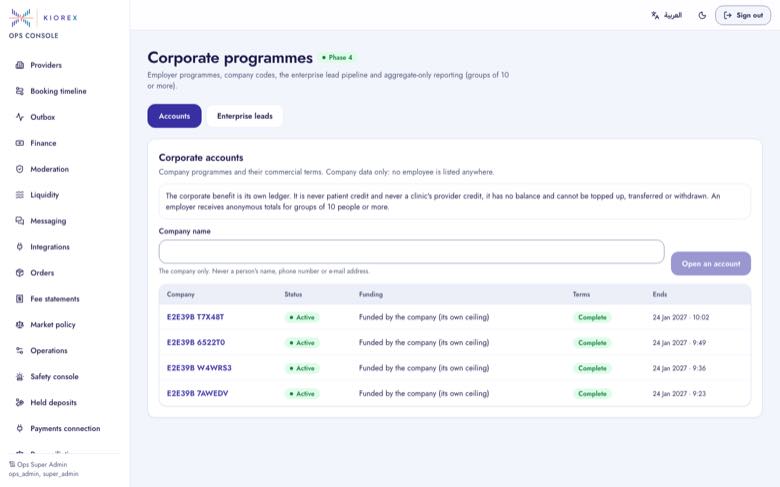 KIOREX
OPS CONSOLE
العربية
Sign out
Providers
Booking timeline
Outbox
Finance
Moderation
Liquidity
Messaging
Integrations
Orders
Fee statements
Market policy
Operations
Safety console
Held deposits
Payments connection
Ops Super Admin
ops_admin, super_admin
Corporate programmes
Phase 4
Employer programmes, company codes, the enterprise lead pipeline and aggregate-only reporting (groups of 10
or more).
Accounts
Enterprise leads
Corporate accounts
Company programmes and their commercial terms. Company data only: no employee is listed anywhere.
The corporate benefit is its own ledger. It is never patient credit and never a clinic's provider credit, it has no balance and cannot be topped up, transferred or withdrawn. An
employer receives anonymous totals for groups of 10 people or more.
Company name
Open an account
The company only. Never a person's name, phone number or e-mail address.
Company Status Funding Terms Ends
E2E39B T7X48T Active Funded by the company (its own ceiling) Complete 24 Jan 2027 · 10:02
E2E39B 6522T0 Active Funded by the company (its own ceiling) Complete 24 Jan 2027 · 9:49
E2E39B W4WRS3 Active Funded by the company (its own ceiling) Complete 24 Jan 2027 · 9:36
E2E39B 7AWEDV Active Funded by the company (its own ceiling) Complete 24 Jan 2027 · 9:23